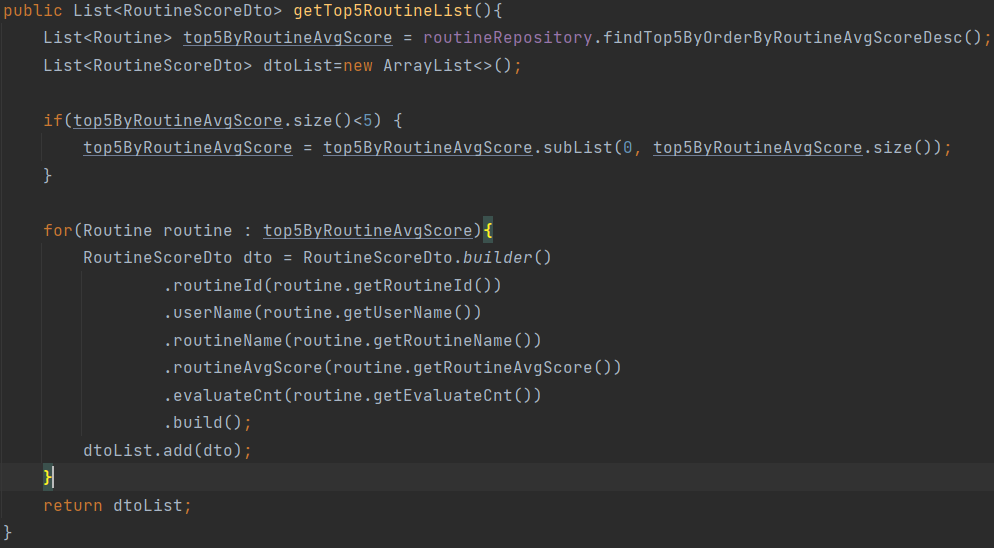 public List<RoutineScoreDto> getTop5RoutineList(){
    List<Routine> top5ByRoutineAvgScore = routineRepository.findTop5ByOrderByRoutineAvgScoreDesc();
    List<RoutineScoreDto> dtoList=new ArrayList<>();

    if(top5ByRoutineAvgScore.size()<5) {
        top5ByRoutineAvgScore = top5ByRoutineAvgScore.subList(0, top5ByRoutineAvgScore.size());
    }

    for(Routine routine : top5ByRoutineAvgScore){
        RoutineScoreDto dto = RoutineScoreDto.builder()
                .routineId(routine.getRoutineId())
                .userName(routine.getUserName())
                .routineName(routine.getRoutineName())
                .routineAvgScore(routine.getRoutineAvgScore())
                .evaluateCnt(routine.getEvaluateCnt())
                .build();
        dtoList.add(dto);
    }
    return dtoList;
}